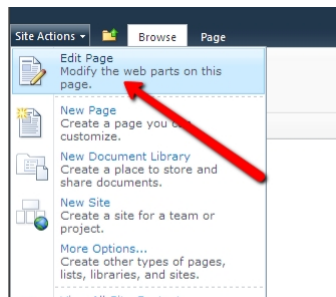 Site Actions Browse Page
Edit Page
Modify the web parts on this
page.
New Page
Create a page you can
customize.
New Document Library
Create a place to store and
share documents.
New Site
Create a site for a team or
project.
More Options...
Create other types of pages,
lists, libraries, and sites.